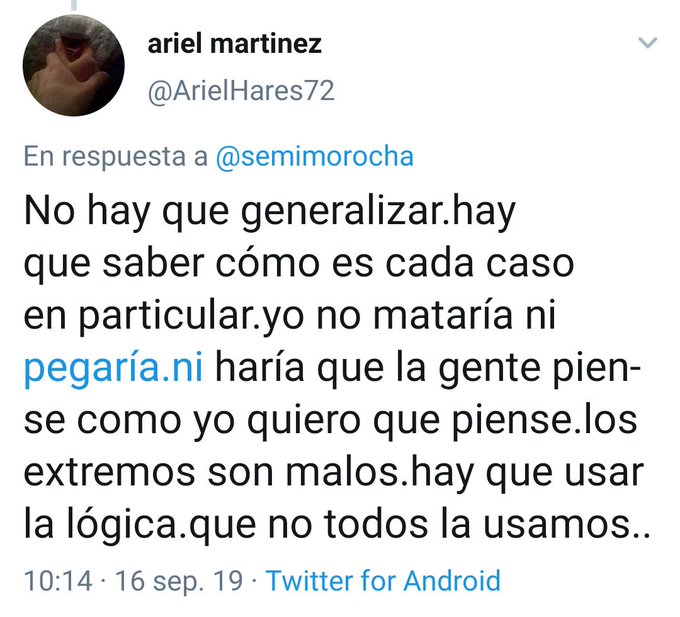 ariel martinez
@ArielHares72
En respuesta a @semimorocha
No hay que generalizar.hay
que saber cómo es cada caso
en particular.yo no mataría ni
pegaría.ni haría que la gente pien-
se como yo quiero que piense.los
extremos son malos.hay que usar
la lógica.que no todos la usamos..
10:14 · 16 sep. 19 · Twitter for Android